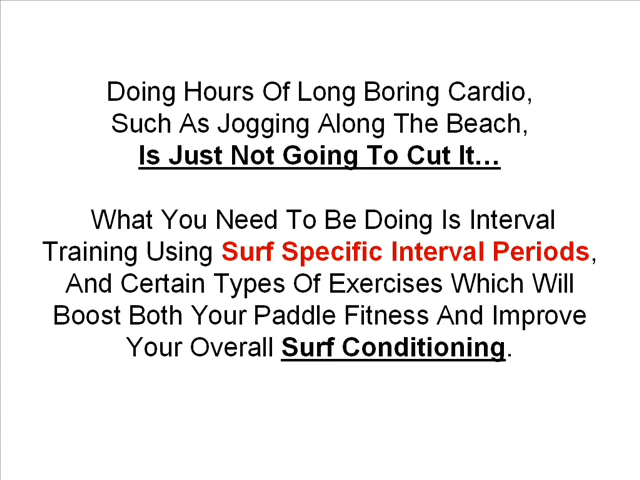 Doing Hours Of Long Boring Cardio,
Such As Jogging Along The Beach,
Is Just Not Going To Cut It...
What You Need To Be Doing Is Interval
Training Using Surf Specific Interval Periods,
And Certain Types Of Exercises Which Will
Boost Both Your Paddle Fitness And Improve
Your Overall Surf Conditioning.